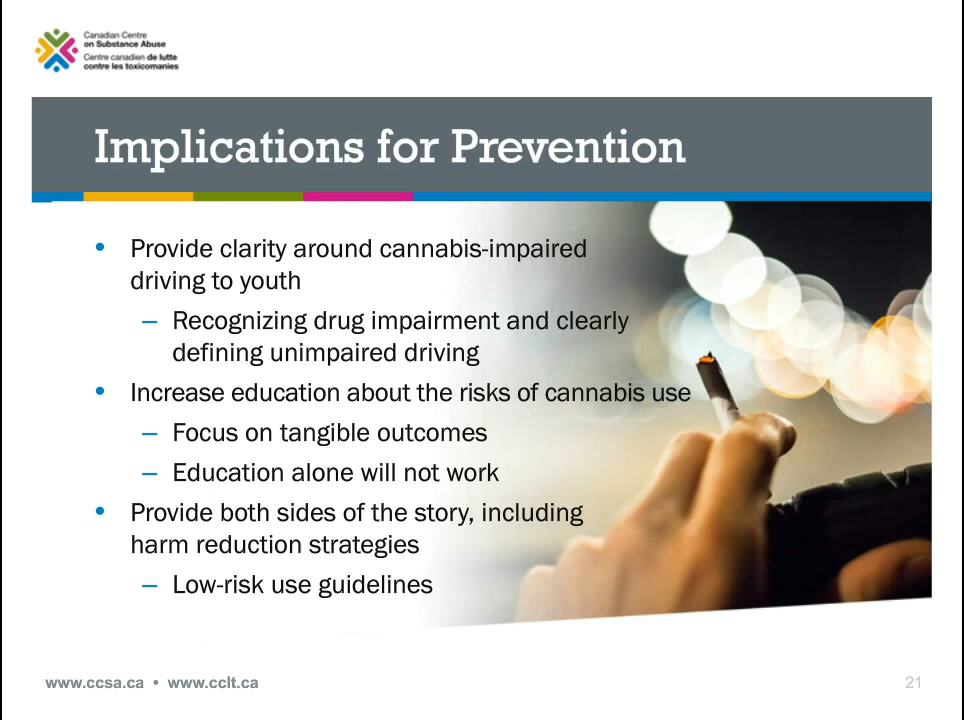 Canadian Centre
on Substance Abuse
Centre canadien de lutte
contre les toxicomanies
Implications for Prevention
• Provide clarity around cannabis-impaired
driving to youth
– Recognizing drug impairment and clearly
defining unimpaired driving
• Increase education about the risks of cannabis use
– Focus on tangible outcomes
– Education alone will not work
• Provide both sides of the story, including
harm reduction strategies
– Low-risk use guidelines
www.ccsa.ca • www.cclt.ca
21